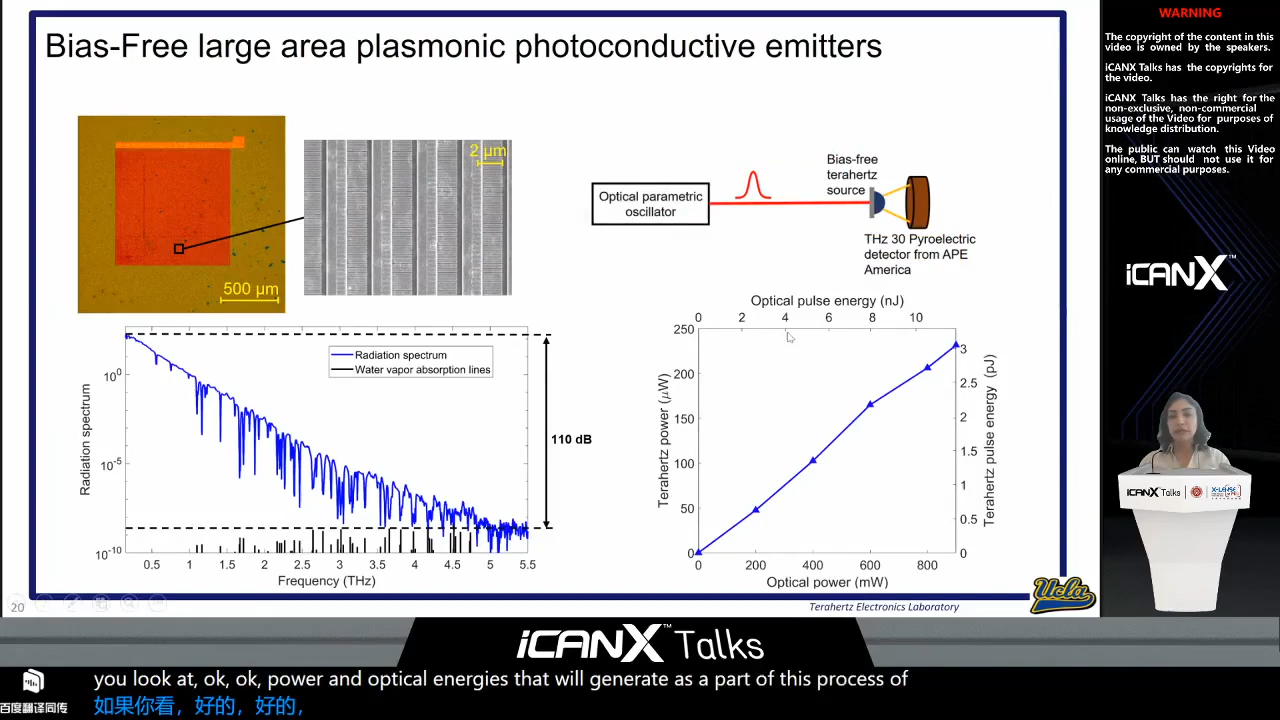 Bias-Free large area plasmonic photoconductive emitters
2 μm
500 μm
Optical parametric
oscillator
Bias-free
terahertz
source
THz 30 Pyroelectric
detector from APE
America
Radiation spectrum
10⁰
10⁻⁵
10⁻¹⁰
Radiation spectrum
Water vapor absorption lines
110 dB
0.5 1 1.5 2 2.5 3 3.5 4 4.5 5 5.5
Frequency (THz)
Optical pulse energy (nJ)
0 2 4 6 8 10
Terahertz power (μW)
250
200
150
100
50
0
3
2.5
2
1.5
1
0.5
0
Terahertz pulse energy (pJ)
0 200 400 600 800
Optical power (mW)
20
Terahertz Electronics Laboratory
Ucla
WARNING
The copyright of the content in this
video is owned by the speakers.
iCANX Talks has the copyrights for
the video.
iCANX Talks has the right for the
non-exclusive, non-commercial
usage of the Video for purposes of
knowledge distribution.
The public can watch this Video
online, BUT should not use it for
any commercial purposes.
iCANX™
iCANX Talks
iCANX™ Talks
you look at, ok, ok, power and optical energies that will generate as a part of this process of
如果你看，好的，好的，
百度翻译同传